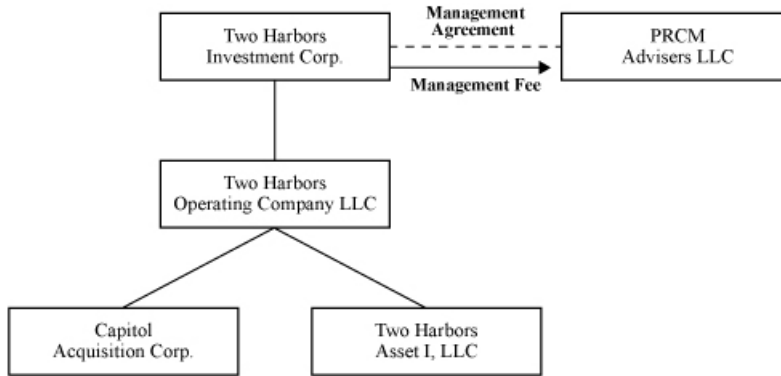 Two Harbors
Investment Corp.
Management
Agreement
Management Fee
PRCM
Advisers LLC
Two Harbors
Operating Company LLC
Capitol
Acquisition Corp.
Two Harbors
Asset I, LLC